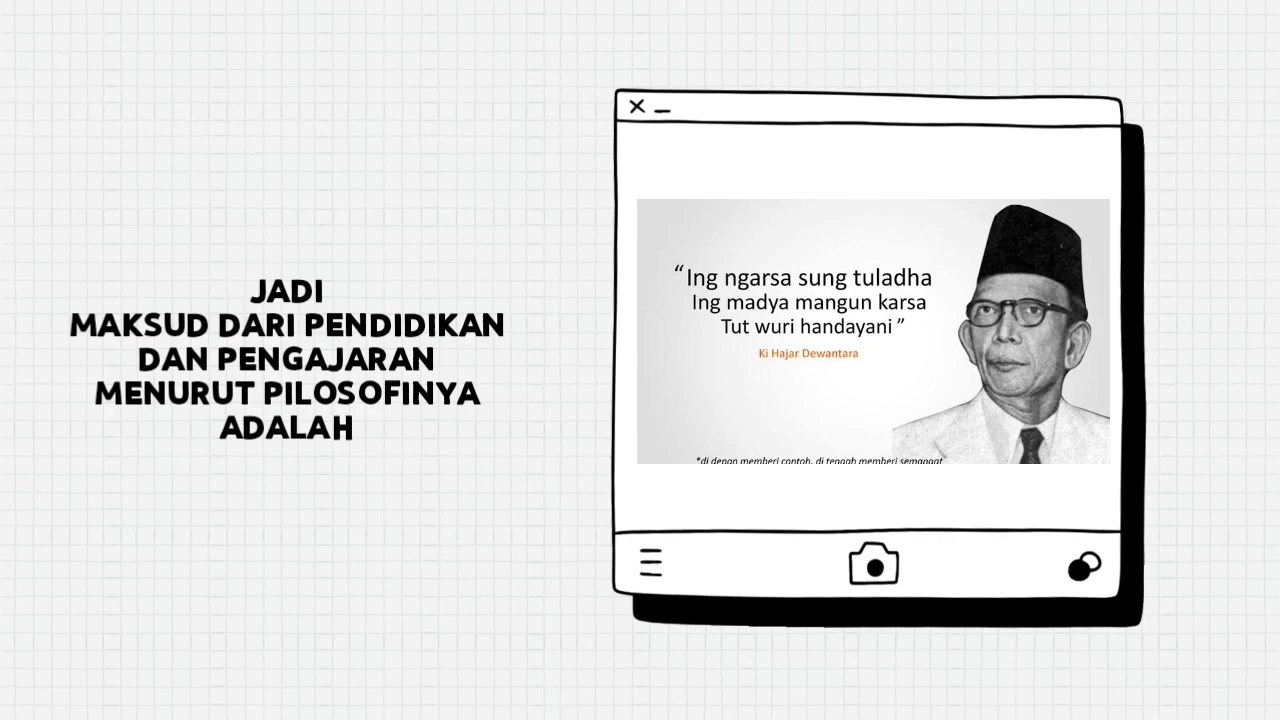 JADI
MAKSUD DARI PENDIDIKAN
DAN PENGAJARAN
MENURUT PILOSOFINYA
ADALAH
“Ing ngarsa sung tuladha
Ing madya mangun karsa
Tut wuri handayani”
Ki Hajar Dewantara
*di depan memberi contoh, di tengah memberi semangat